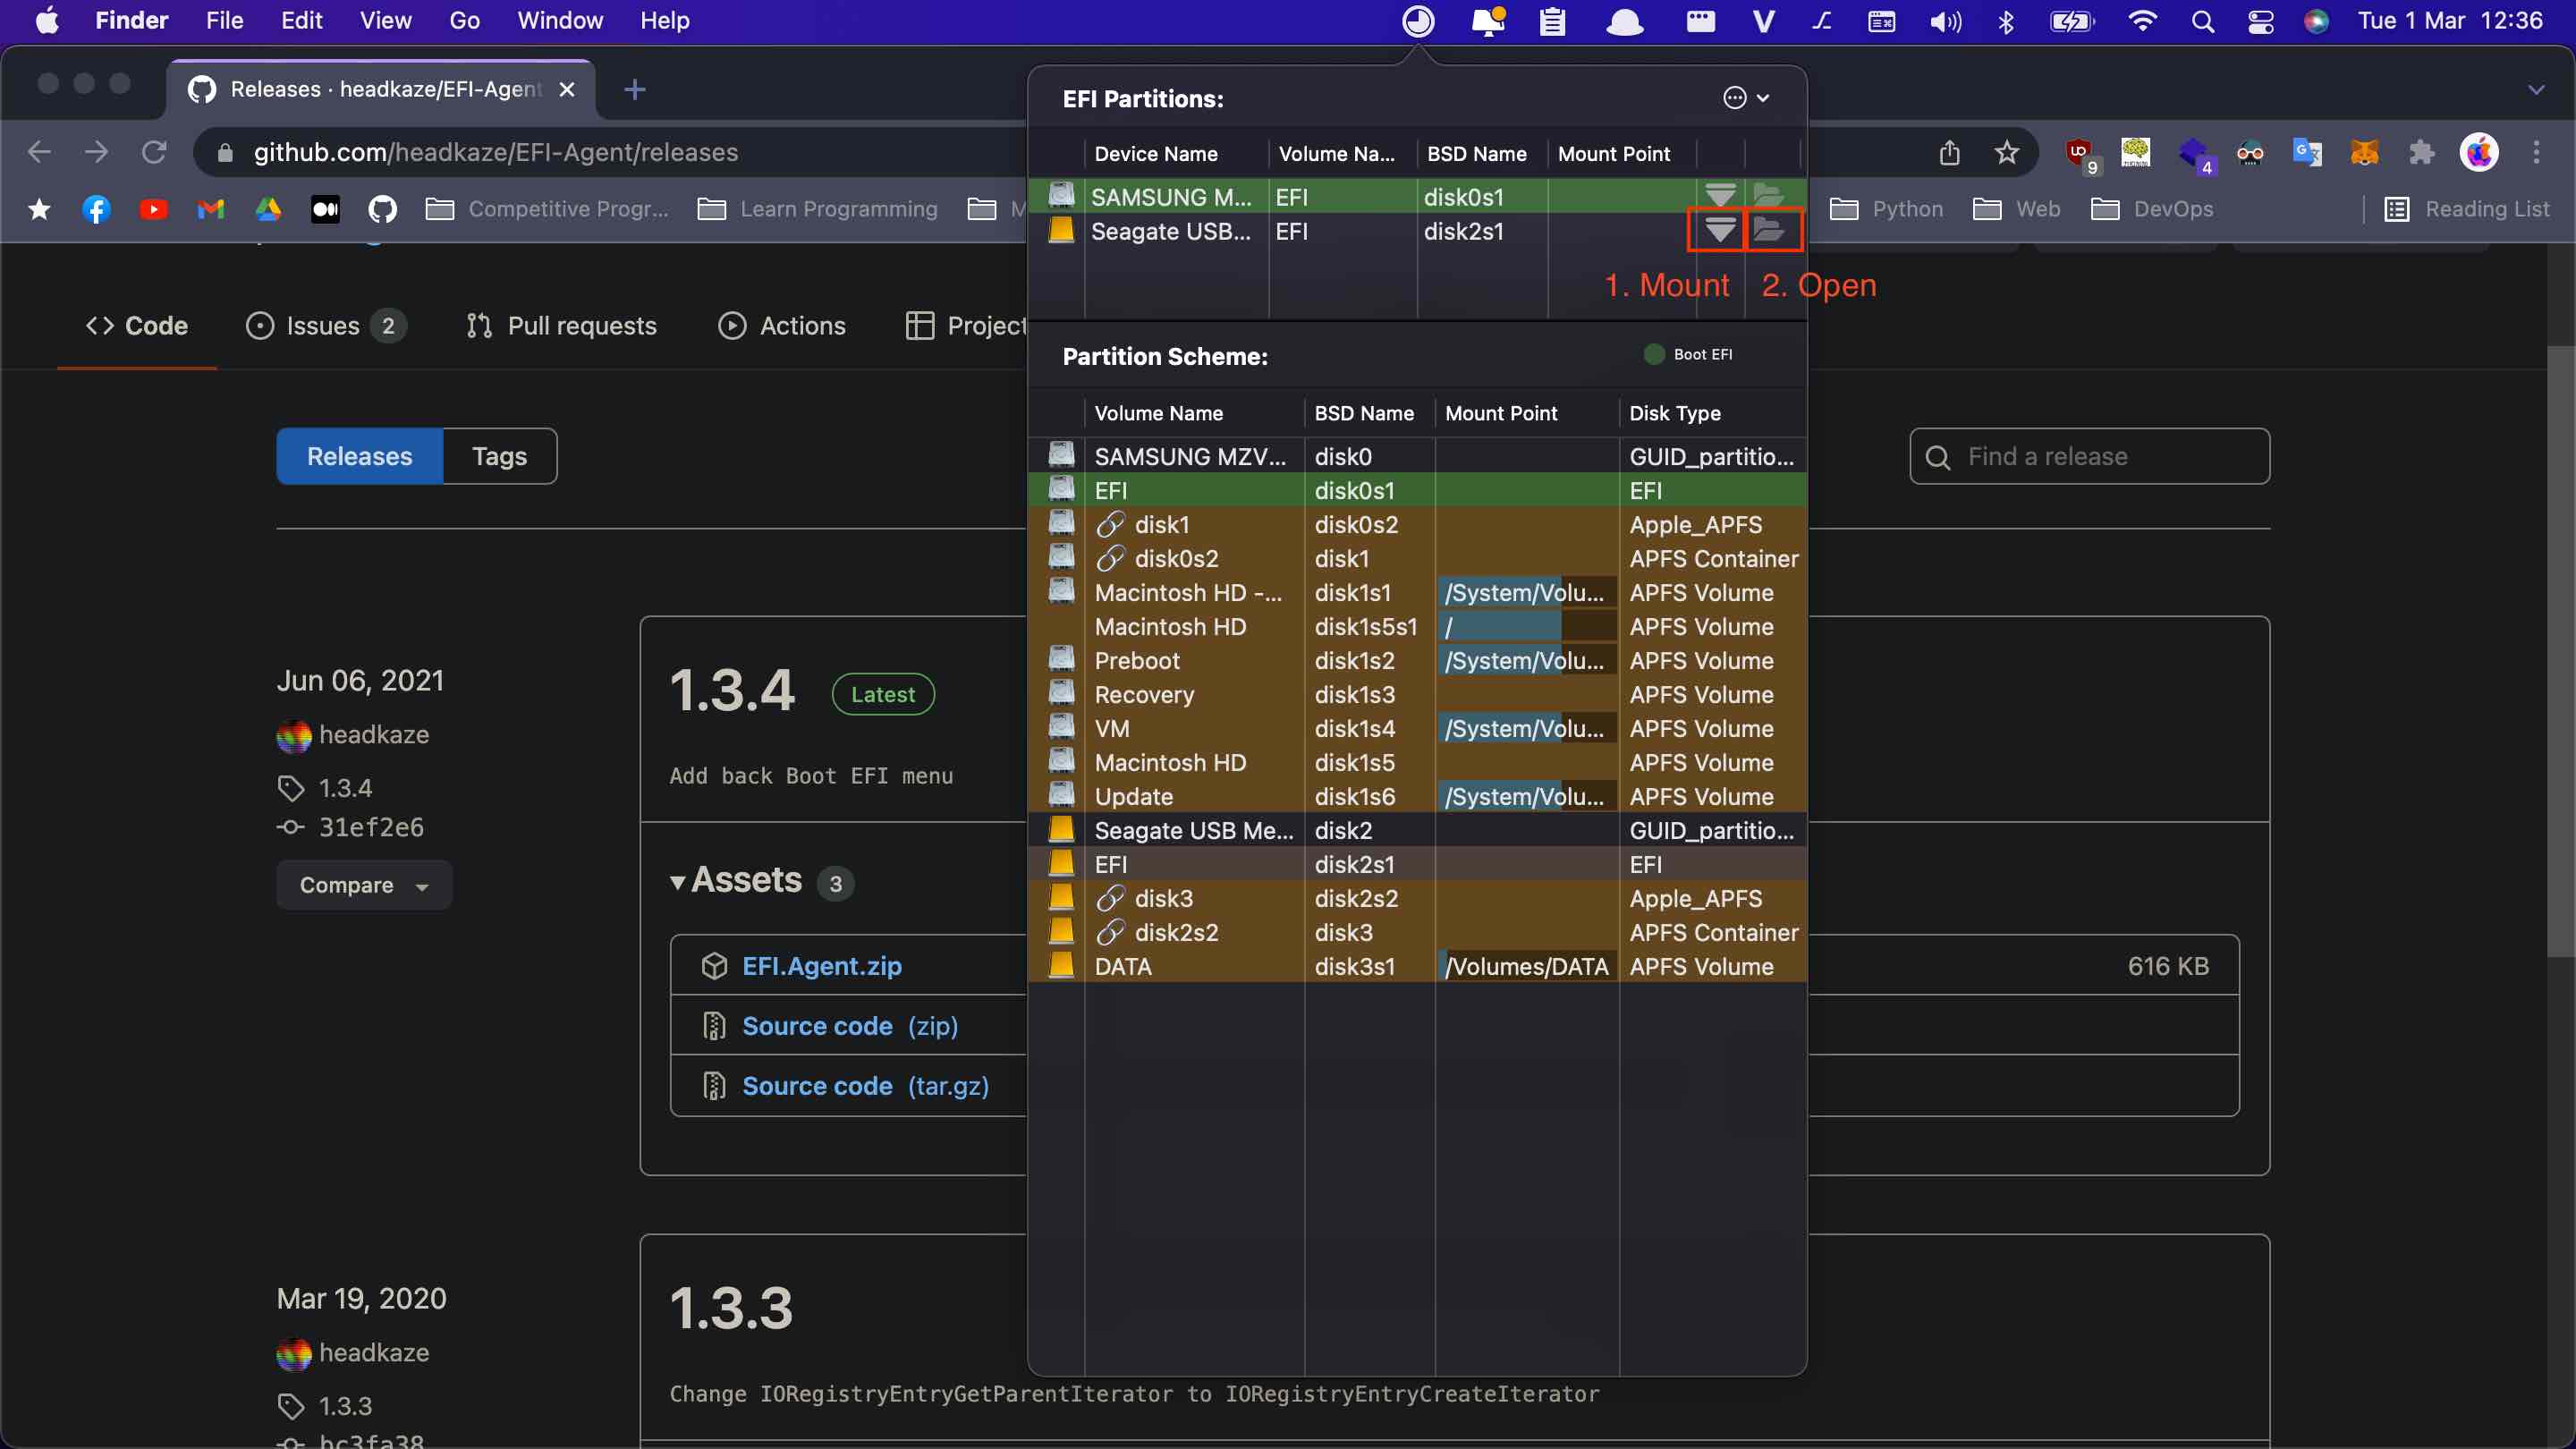 Finder File Edit View Go Window Help
Tue 1 Mar 12:36
Releases · headkaze/EFI-Agent
github.com/headkaze/EFI-Agent/releases
9
4
Competitive Progr...
Learn Programming
M
Python
Web
DevOps
Reading List
EFI Partitions:
Device Name Volume Na... BSD Name Mount Point
SAMSUNG M... EFI disk0s1
Seagate USB... EFI disk2s1
1. Mount 2. Open
Code
Issues 2
Pull requests
Actions
Project
Partition Scheme:
Boot EFI
Volume Name BSD Name Mount Point Disk Type
SAMSUNG MZV... disk0 GUID_partitio...
EFI disk0s1 EFI
disk1 disk0s2 Apple_APFS
disk0s2 disk1 APFS Container
Macintosh HD -... disk1s1 /System/Volu... APFS Volume
Macintosh HD disk1s5s1 / APFS Volume
Preboot disk1s2 /System/Volu... APFS Volume
Recovery disk1s3 APFS Volume
VM disk1s4 /System/Volu... APFS Volume
Macintosh HD disk1s5 APFS Volume
Update disk1s6 /System/Volu... APFS Volume
Seagate USB Me... disk2 GUID_partitio...
EFI disk2s1 EFI
disk3 disk2s2 Apple_APFS
disk2s2 disk3 APFS Container
DATA disk3s1 /Volumes/DATA APFS Volume
Releases Tags
Find a release
Jun 06, 2021
headkaze
1.3.4
31ef2e6
Compare
1.3.4 Latest
Add back Boot EFI menu
Assets 3
EFI.Agent.zip 616 KB
Source code (zip)
Source code (tar.gz)
Mar 19, 2020
headkaze
1.3.3
bc3fa38
1.3.3
Change IORegistryEntryGetParentIterator to IORegistryEntryCreateIterator